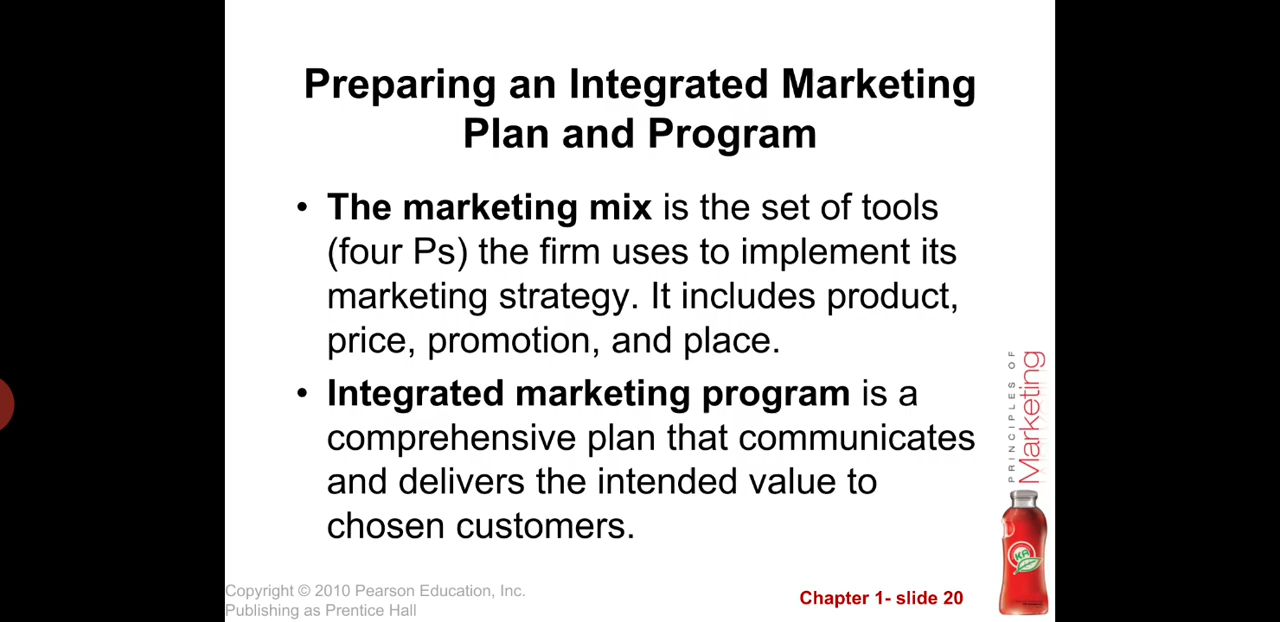 Preparing an Integrated Marketing
Plan and Program
• The marketing mix is the set of tools
(four Ps) the firm uses to implement its
marketing strategy. It includes product,
price, promotion, and place.
• Integrated marketing program is a
comprehensive plan that communicates
and delivers the intended value to
chosen customers.
PRINCIPLES OF
Marketing
KR
Copyright © 2010 Pearson Education, Inc.
Publishing as Prentice Hall
Chapter 1- slide 20